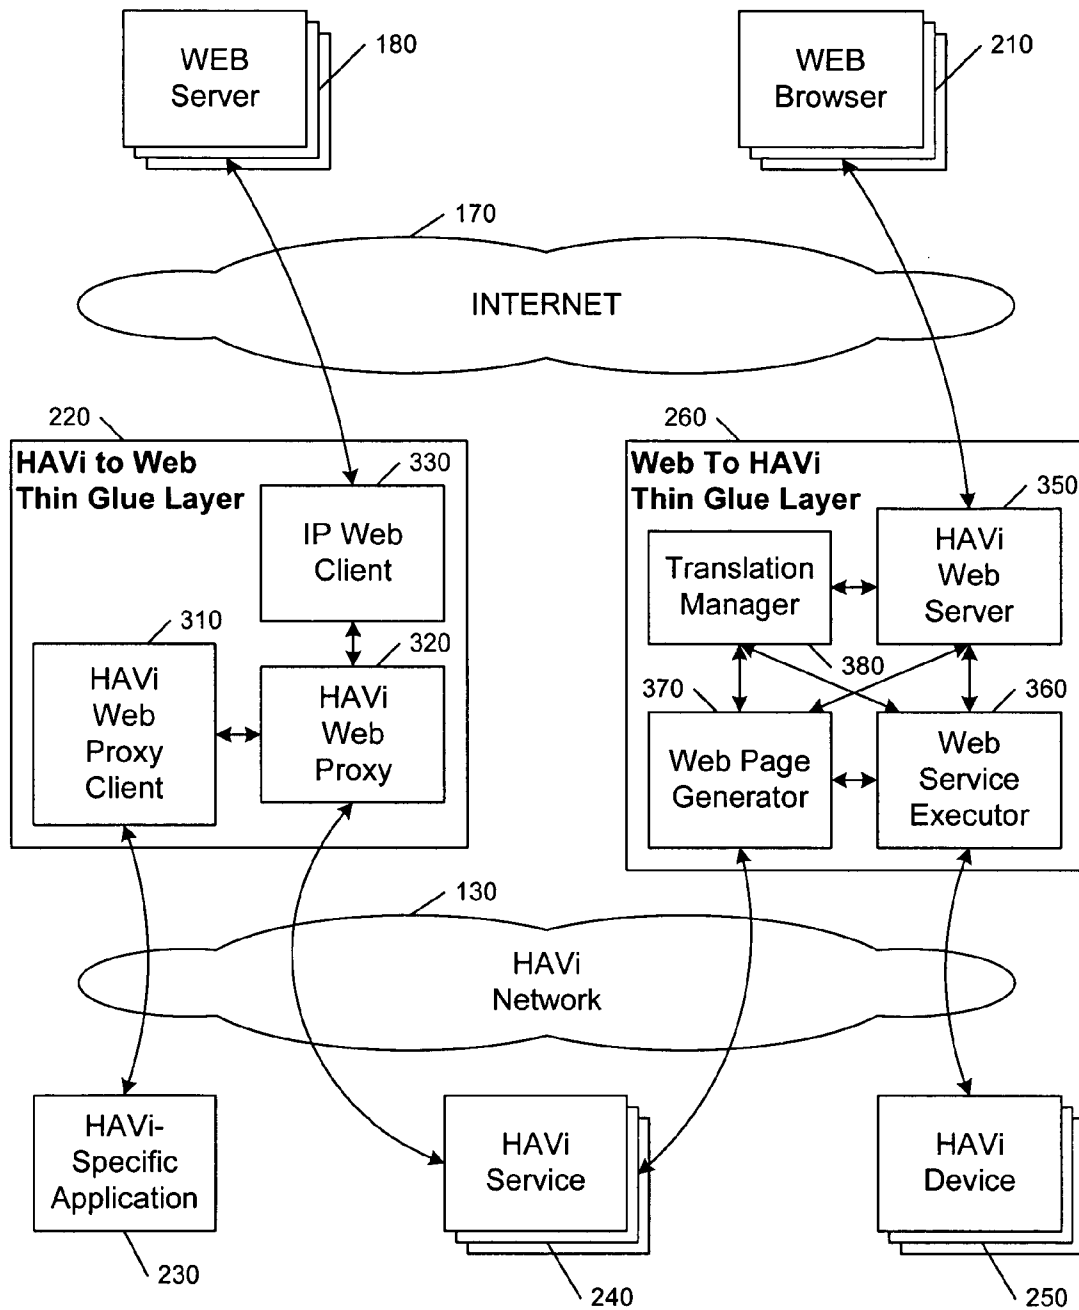 WEB
Server
180
WEB
Browser
210
170
INTERNET
220
HAVi to Web
Thin Glue Layer
330
IP Web
Client
310
320
HAVi
Web
Proxy
Client
HAVi
Web
Proxy
260
Web To HAVi
Thin Glue Layer
350
HAVi
Web
Server
Translation
Manager
380
370
360
Web Page
Generator
Web
Service
Executor
130
HAVi
Network
HAVi-
Specific
Application
230
HAVi
Service
240
HAVi
Device
250